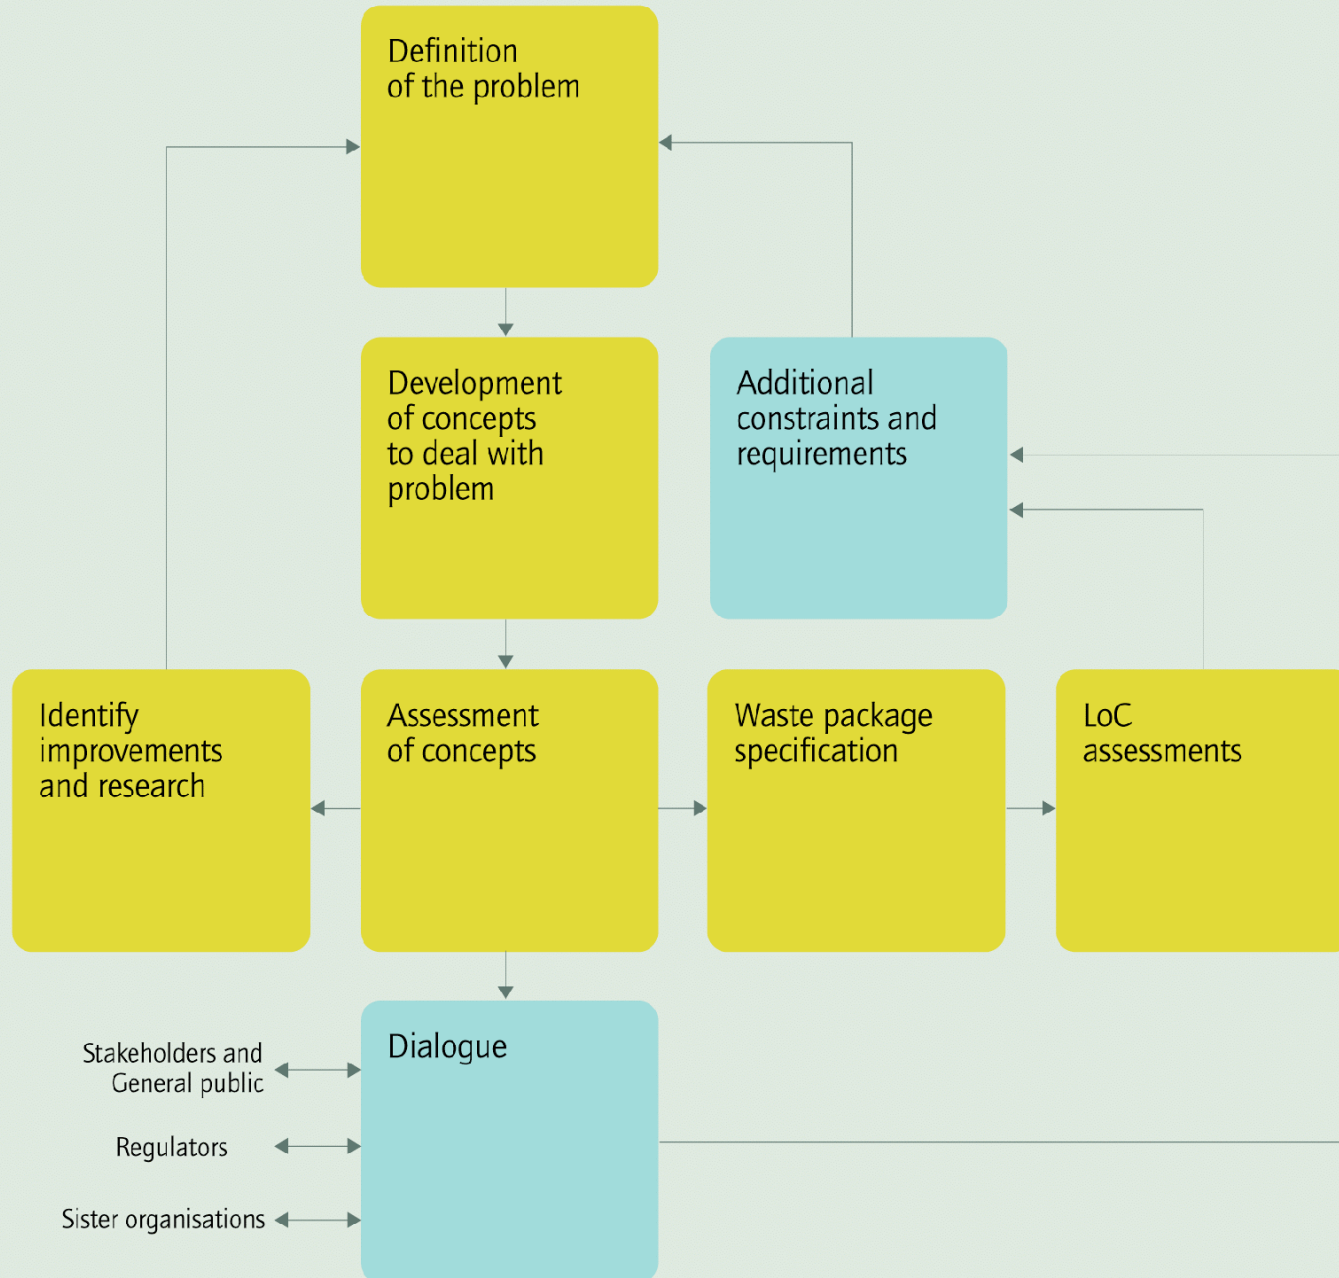 Definition
of the problem
Development
of concepts
to deal with
problem
Additional
constraints and
requirements
Identify
improvements
and research
Assessment
of concepts
Waste package
specification
LoC
assessments
Dialogue
Stakeholders and
General public
Regulators
Sister organisations